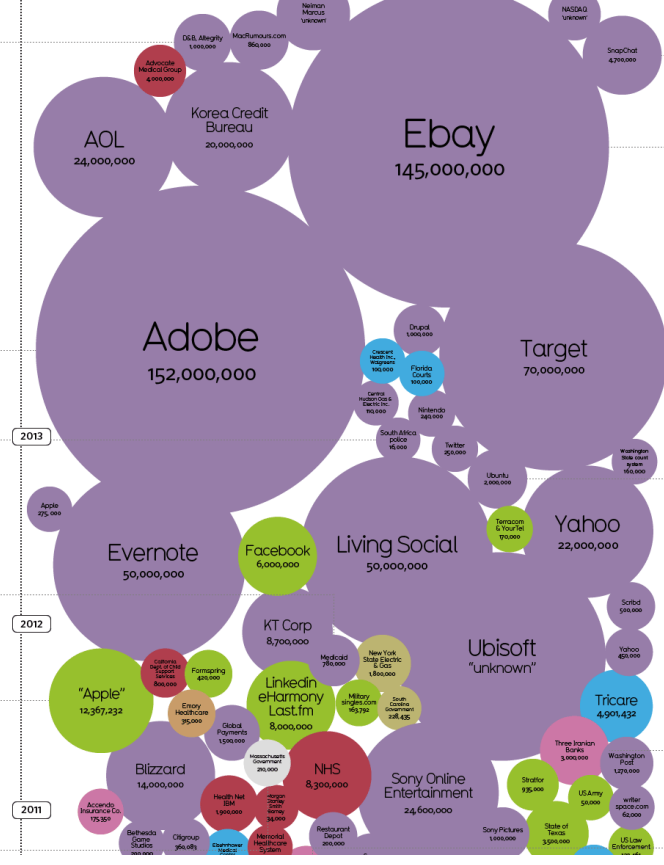 Neiman
Marcus
'unknown'
NASDAQ
'unknown'
D&B, Altegrity
1,000,000
MacRumours.com
860,000
SnapChat
4,700,000
Advocate
Medical Group
4,000,000
AOL
24,000,000
Korea Credit
Bureau
20,000,000
Ebay
145,000,000
Adobe
152,000,000
Drupal
1,000,000
Target
70,000,000
Crescent
Health Inc.,
Walgreens
100,000
Florida
Courts
100,000
Central
Hudson Gas &
Electric Inc.
110,000
Nintendo
240,000
South Africa
police
16,000
2013
Twitter
250,000
Washington
State court
system
160,000
Ubuntu
2,000,000
Apple
275,000
Evernote
50,000,000
Facebook
6,000,000
Living Social
50,000,000
Terracom
& YourTel
170,000
Yahoo
22,000,000
2012
KT Corp
8,700,000
Scribd
500,000
Ubisoft
"unknown"
Yahoo
450,000
Medicaid
780,000
New York
State Electric
& Gas
1,800,000
California
Dept. of Child
Support
Services
800,000
Formspring
420,000
"Apple"
12,367,232
Linkedin
eHarmony
Last.fm
8,000,000
Military
singles.com
163,792
South
Carolina
Government
228,435
Tricare
4,901,432
Emory
Healthcare
315,000
Global
Payments
1,500,000
Three Iranian
Banks
3,000,000
Washington
Post
1,270,000
Massachusetts
Government
210,000
Blizzard
14,000,000
NHS
8,300,000
Sony Online
Entertainment
24,600,000
Stratfor
935,000
US Army
50,000
writer
space.com
62,000
2011
Accendo
Insurance Co.
175,350
Health Net
IBM
1,900,000
Morgan
Stanley
Smith
Barney
34,000
Bethesda
Game
Studios
Citigroup
360,083
Eisenhower
Medical
Memorial
Healthcare
System
Restaurant
Depot
200,000
Sony Pictures
1,000,000
State of
Texas
3,500,000
US Law
Enforcement